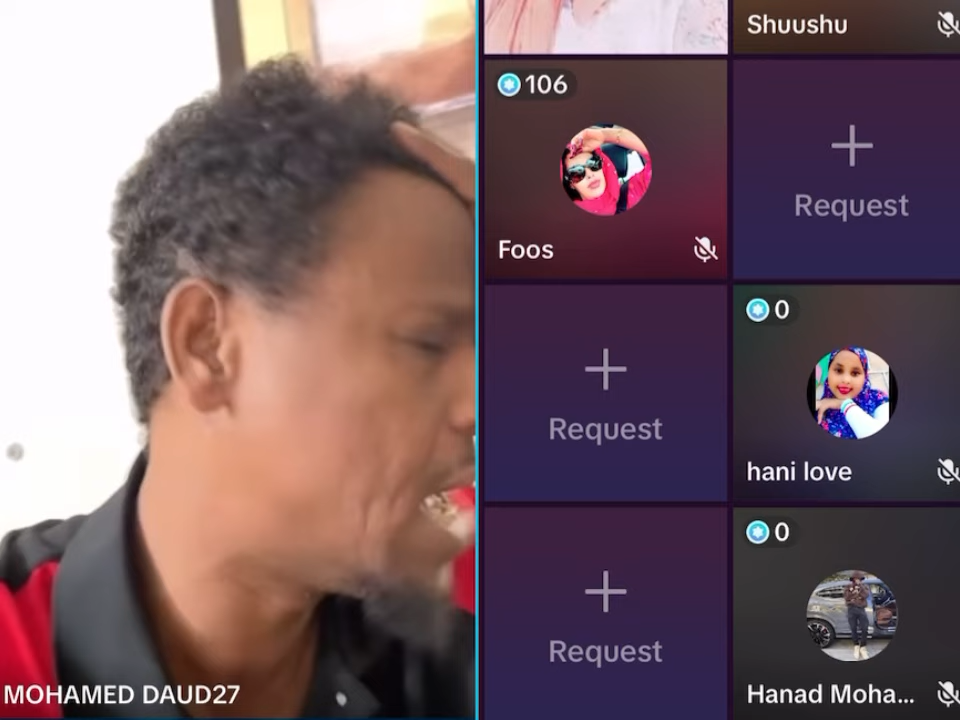 Shuushu
106
Foos
Request
Request
0
hani love
Request
0
Hanad Moha...
MOHAMED DAUD27